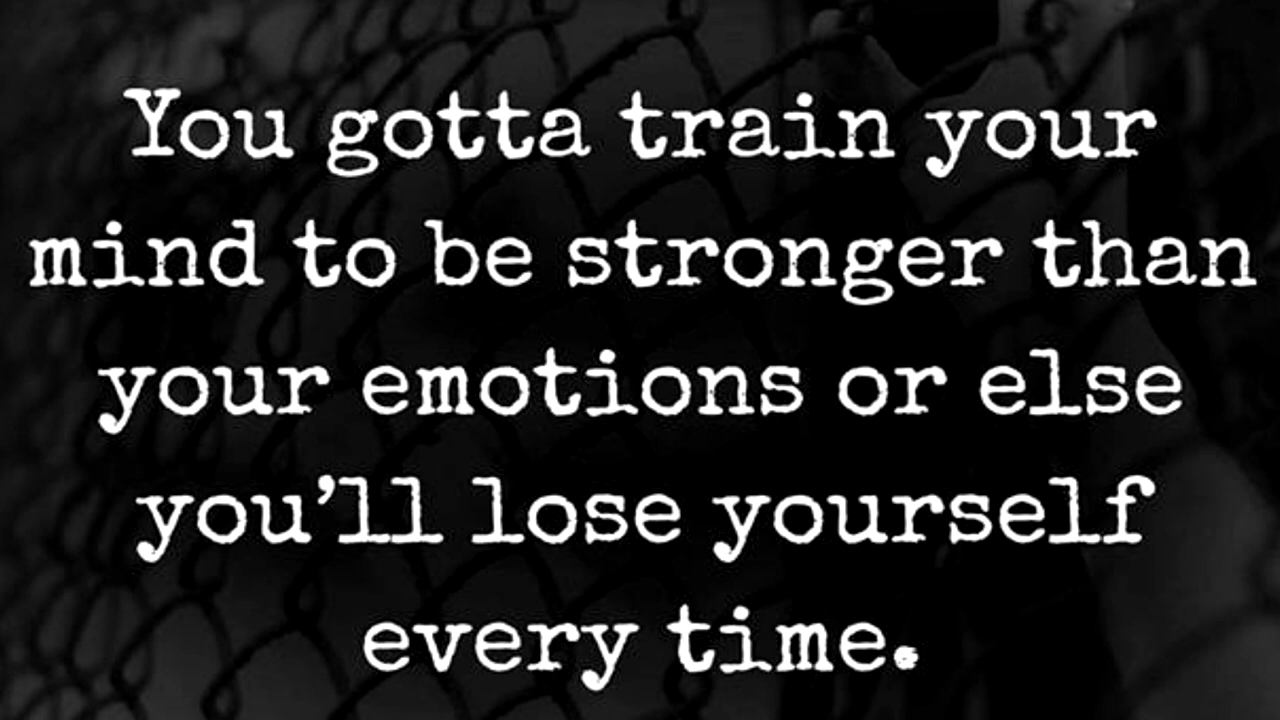 You gotta train your
mind to be stronger than
your emotions or else
you’ll lose yourself
every time.